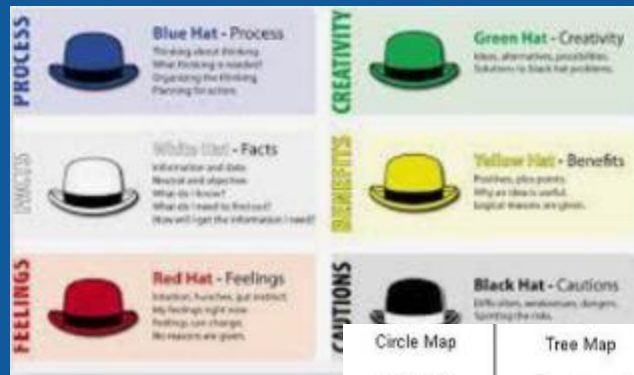 PROCESS
Blue Hat - Process
Thinking about thinking.
What thinking is needed?
Organizing the thinking.
Planning for action.
CREATIVITY
Green Hat - Creativity
Ideas, alternatives, possibilities.
Solutions to black hat problems.
FACTS
White Hat - Facts
Information and data.
Neutral and objective.
What do I know?
What do I need to find out?
How will I get the information I need?
BENEFITS
Yellow Hat - Benefits
Positives, plus points.
Why an idea is useful.
Logical reasons are given.
FEELINGS
Red Hat - Feelings
Intuition, hunches, gut instinct.
My feelings right now.
Feelings can change.
No reasons are given.
CAUTIONS
Black Hat - Cautions
Difficulties, weaknesses, dangers.
Spotting the risks.
Circle Map
Tree Map